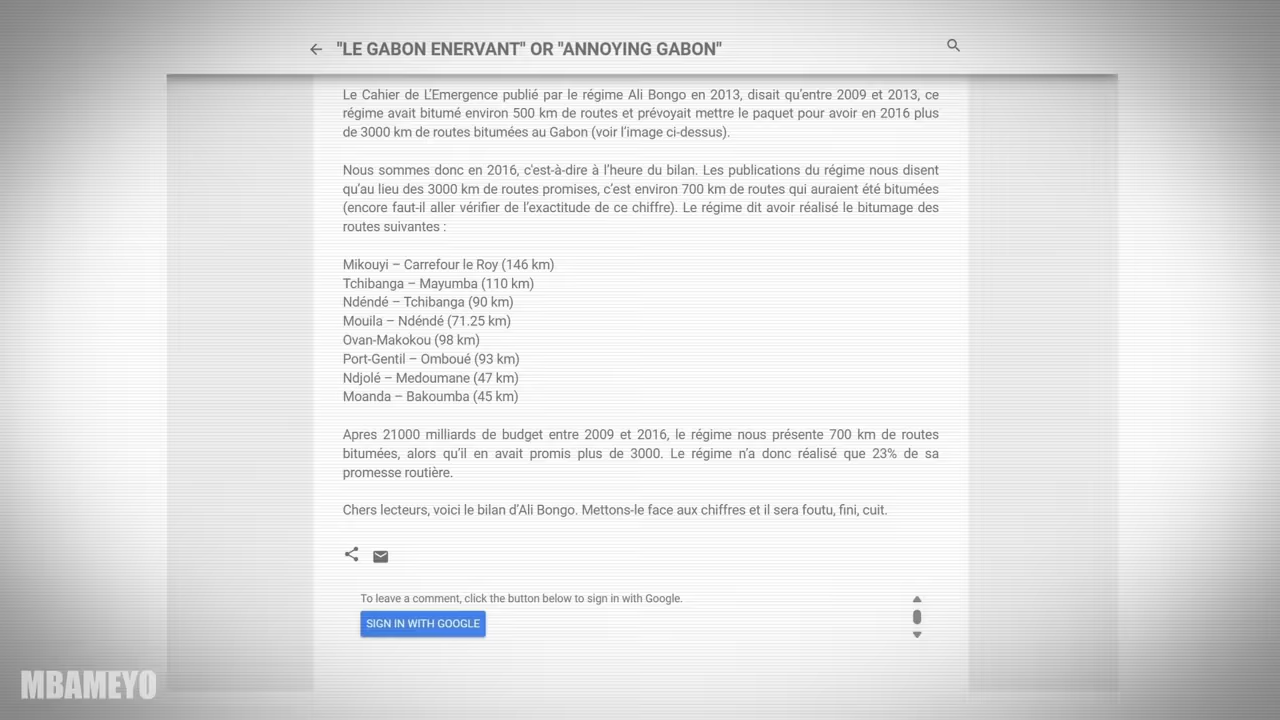 "LE GABON ENERVANT" OR "ANNOYING GABON"
Le Cahier de L'Emergence publié par le régime Ali Bongo en 2013, disait qu'entre 2009 et 2013, ce
régime avait bitumé environ 500 km de routes et prévoyait mettre le paquet pour avoir en 2016 plus
de 3000 km de routes bitumées au Gabon (voir l'image ci-dessus).
Nous sommes donc en 2016, c'est-à-dire à l'heure du bilan. Les publications du régime nous disent
qu'au lieu des 3000 km de routes promises, c'est environ 700 km de routes qui auraient été bitumées
(encore faut-il aller vérifier de l'exactitude de ce chiffre). Le régime dit avoir réalisé le bitumage des
routes suivantes :
Mikouyi – Carrefour le Roy (146 km)
Tchibanga – Mayumba (110 km)
Ndéndé – Tchibanga (90 km)
Mouila – Ndéndé (71.25 km)
Ovan-Makokou (98 km)
Port-Gentil – Omboué (93 km)
Ndjolé – Medoumane (47 km)
Moanda – Bakoumba (45 km)
Apres 21000 milliards de budget entre 2009 et 2016, le régime nous présente 700 km de routes
bitumées, alors qu'il en avait promis plus de 3000. Le régime n'a donc réalisé que 23% de sa
promesse routière.
Chers lecteurs, voici le bilan d'Ali Bongo. Mettons-le face aux chiffres et il sera foutu, fini, cuit.
To leave a comment, click the button below to sign in with Google.
SIGN IN WITH GOOGLE
MBAMEYO